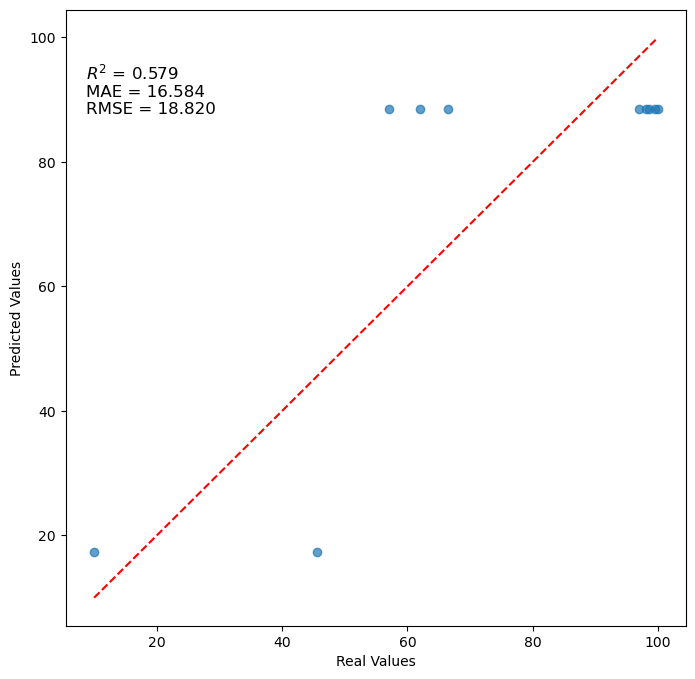 100
80
60
40
20
R² = 0.579
MAE = 16.584
RMSE = 18.820
Predicted Values
20 40 60 80 100
Real Values